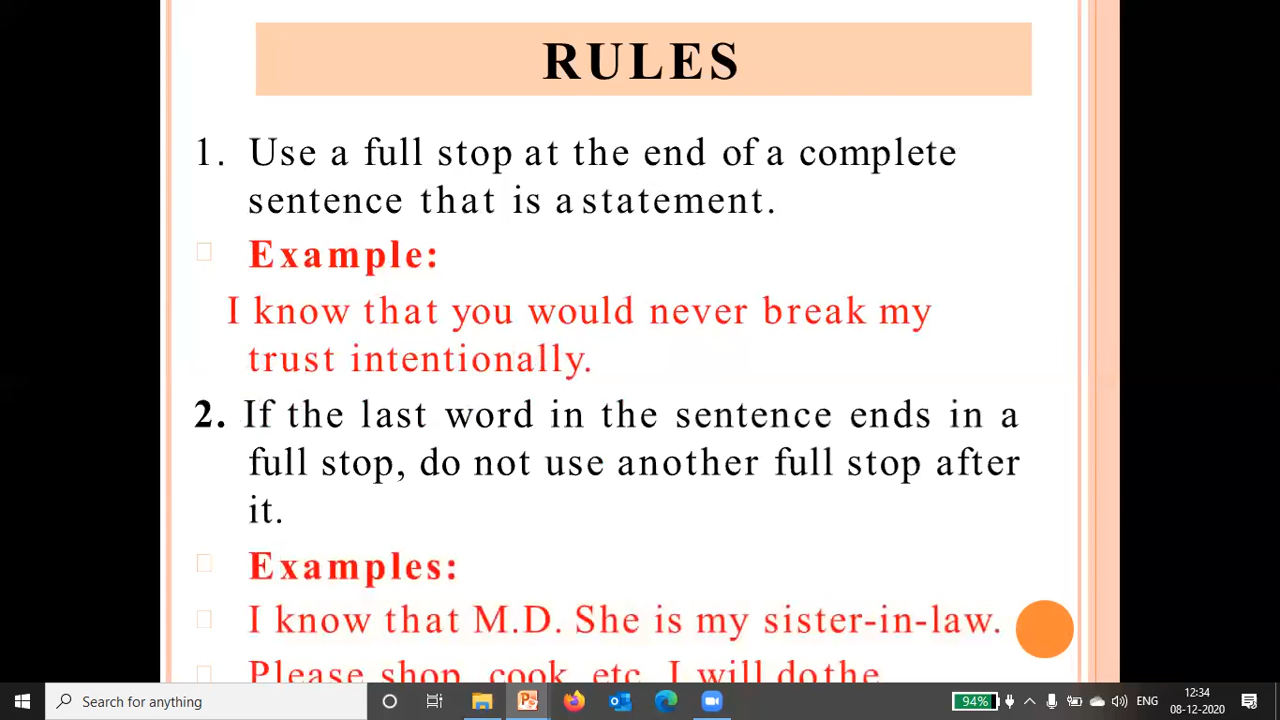 RULES
1. Use a full stop at the end of a complete
sentence that is a statement.
Example:
I know that you would never break my
trust intentionally.
2. If the last word in the sentence ends in a
full stop, do not use another full stop after
it.
Examples:
I know that M.D. She is my sister-in-law.
Please shop, cook, etc. I will do the
Search for anything
94%
ENG
12:34
08-12-2020